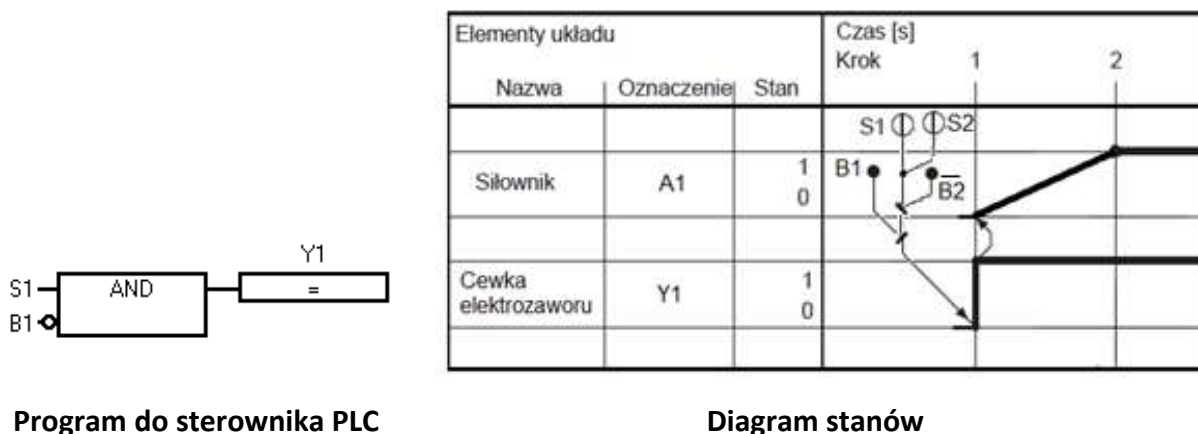 Elementy układu
Czas [s]
Krok 1 2
Nazwa Oznaczenie Stan
S1 S2
Siłownik A1 1
0
B1 B2
Y1
S1 AND =
B1
Cewka
elektrozaworu Y1 1
0
Program do sterownika PLC
Diagram stanów